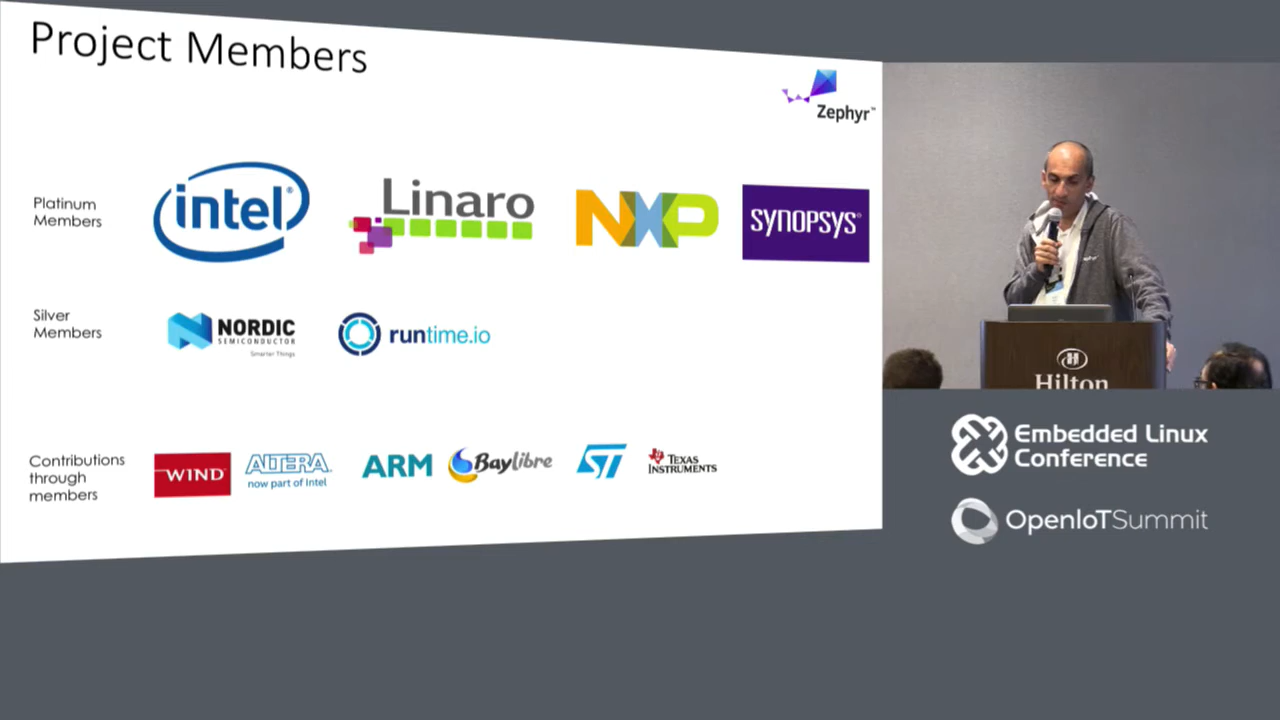 Project Members
Zephyr™
Platinum
Members
intel®
Linaro
NXP
SYNOPSYS®
Silver
Members
NORDIC
SEMICONDUCTOR
Smarter Things
runtime.io
Contributions
through
members
WIND
ALTERA
now part of Intel
ARM
BayLibre
ST
TEXAS
INSTRUMENTS
H
Hilton
Embedded Linux
Conference
OpenIoTSummit